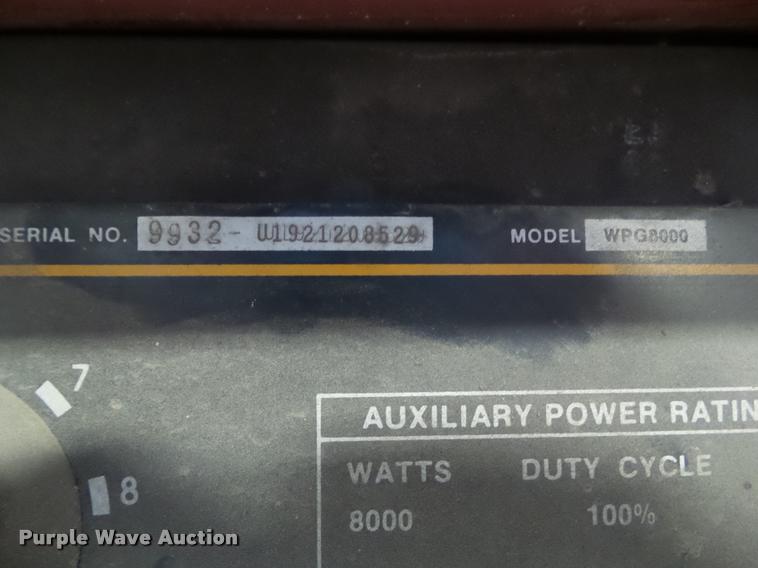 SERIAL NO. 9932- U1921208529 MODEL WPG8000
7
AUXILIARY POWER RATIN
WATTS DUTY CYCLE
8
8000 100%
Purple Wave Auction